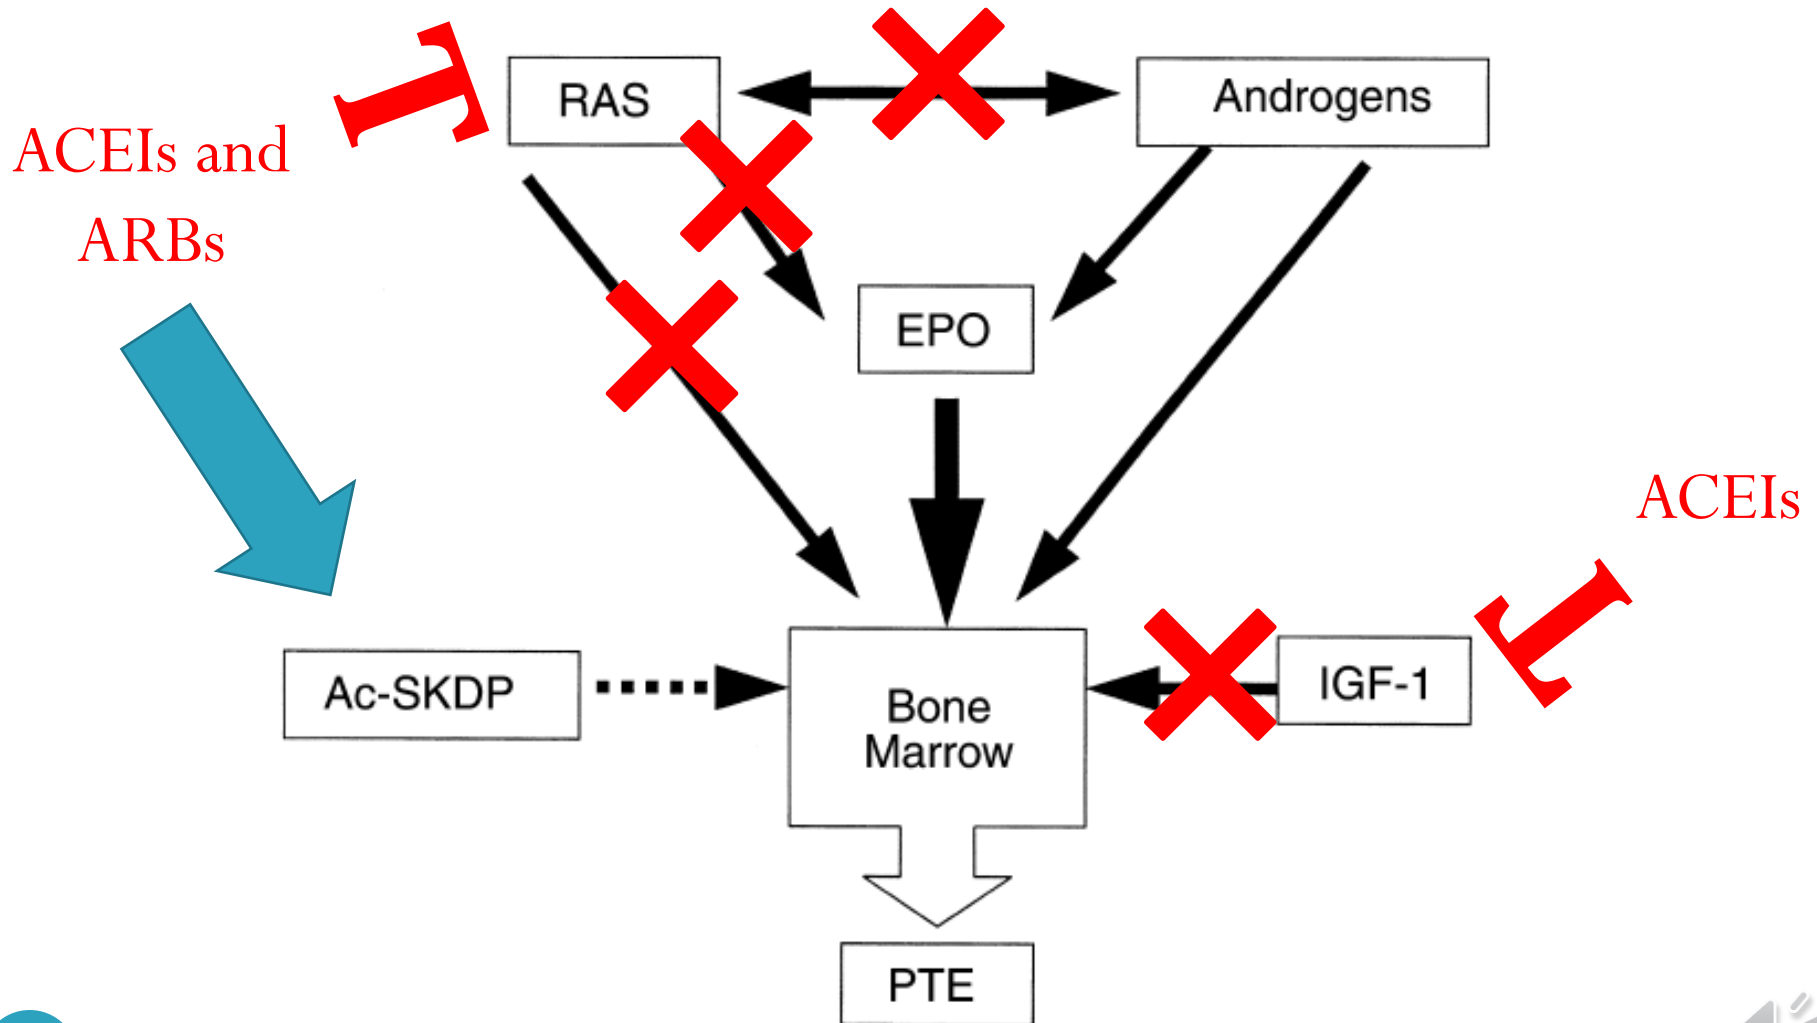 RAS
Androgens
ACEIs and
ARBs
EPO
ACEIs
Ac-SKDP
Bone
Marrow
IGF-1
PTE